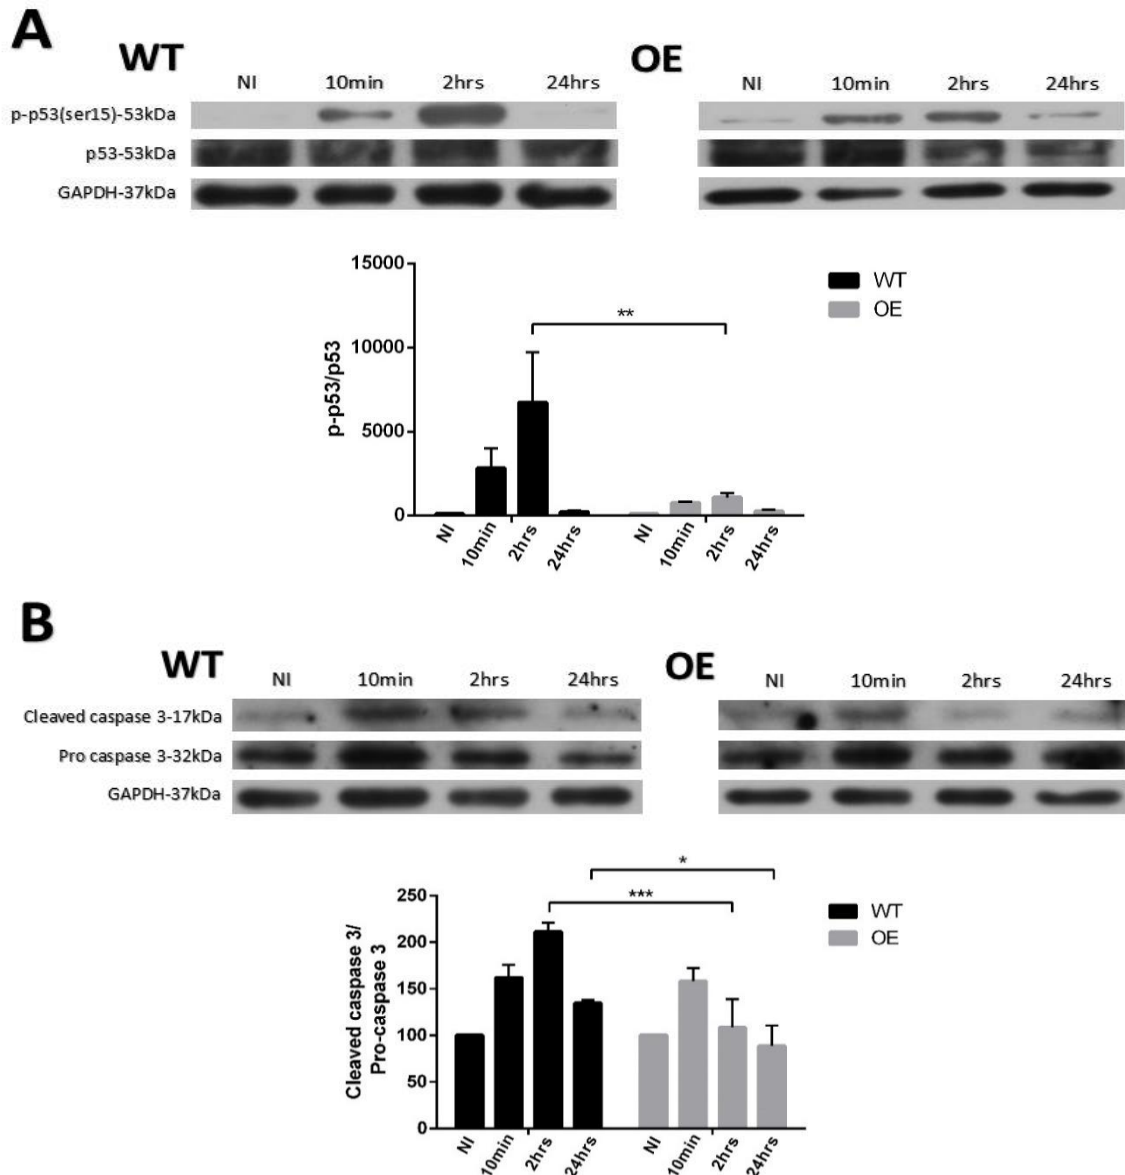 A
WT
OE
NI 10min 2hrs 24hrs
NI 10min 2hrs 24hrs
p-p53(ser15)-53kDa
p53-53kDa
GAPDH-37kDa
15000
10000
5000
0
p-p53/p53
**
WT
OE
NI 10min 2hrs 24hrs
NI 10min 2hrs 24hrs
B
WT
OE
NI 10min 2hrs 24hrs
NI 10min 2hrs 24hrs
Cleaved caspase 3-17kDa
Pro caspase 3-32kDa
GAPDH-37kDa
250
200
150
100
50
0
Cleaved caspase 3/
Pro-caspase 3
*
***
WT
OE
NI 10min 2hrs 24hrs
NI 10min 2hrs 24hrs